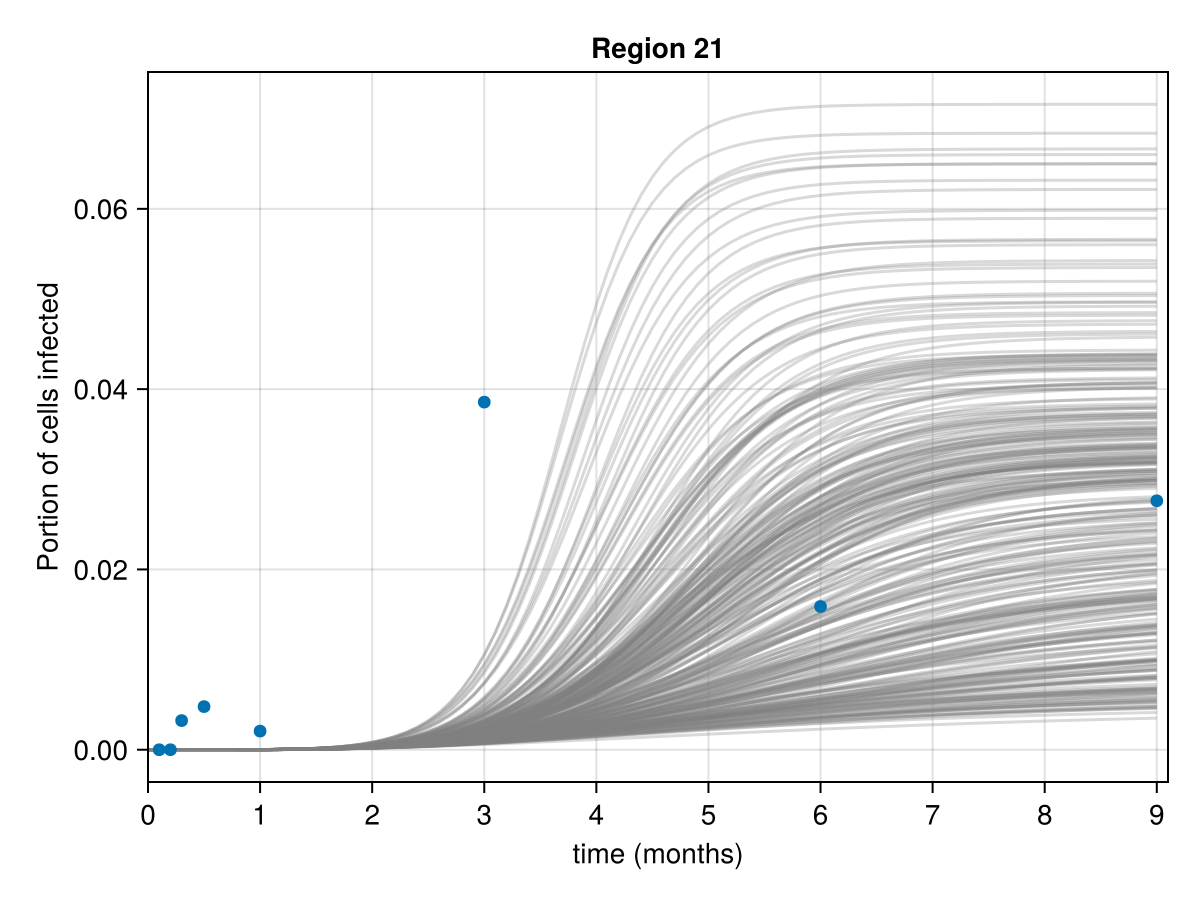 Region 21
Portion of cells infected
0.06
0.04
0.02
0.00
0 1 2 3 4 5 6 7 8 9
time (months)